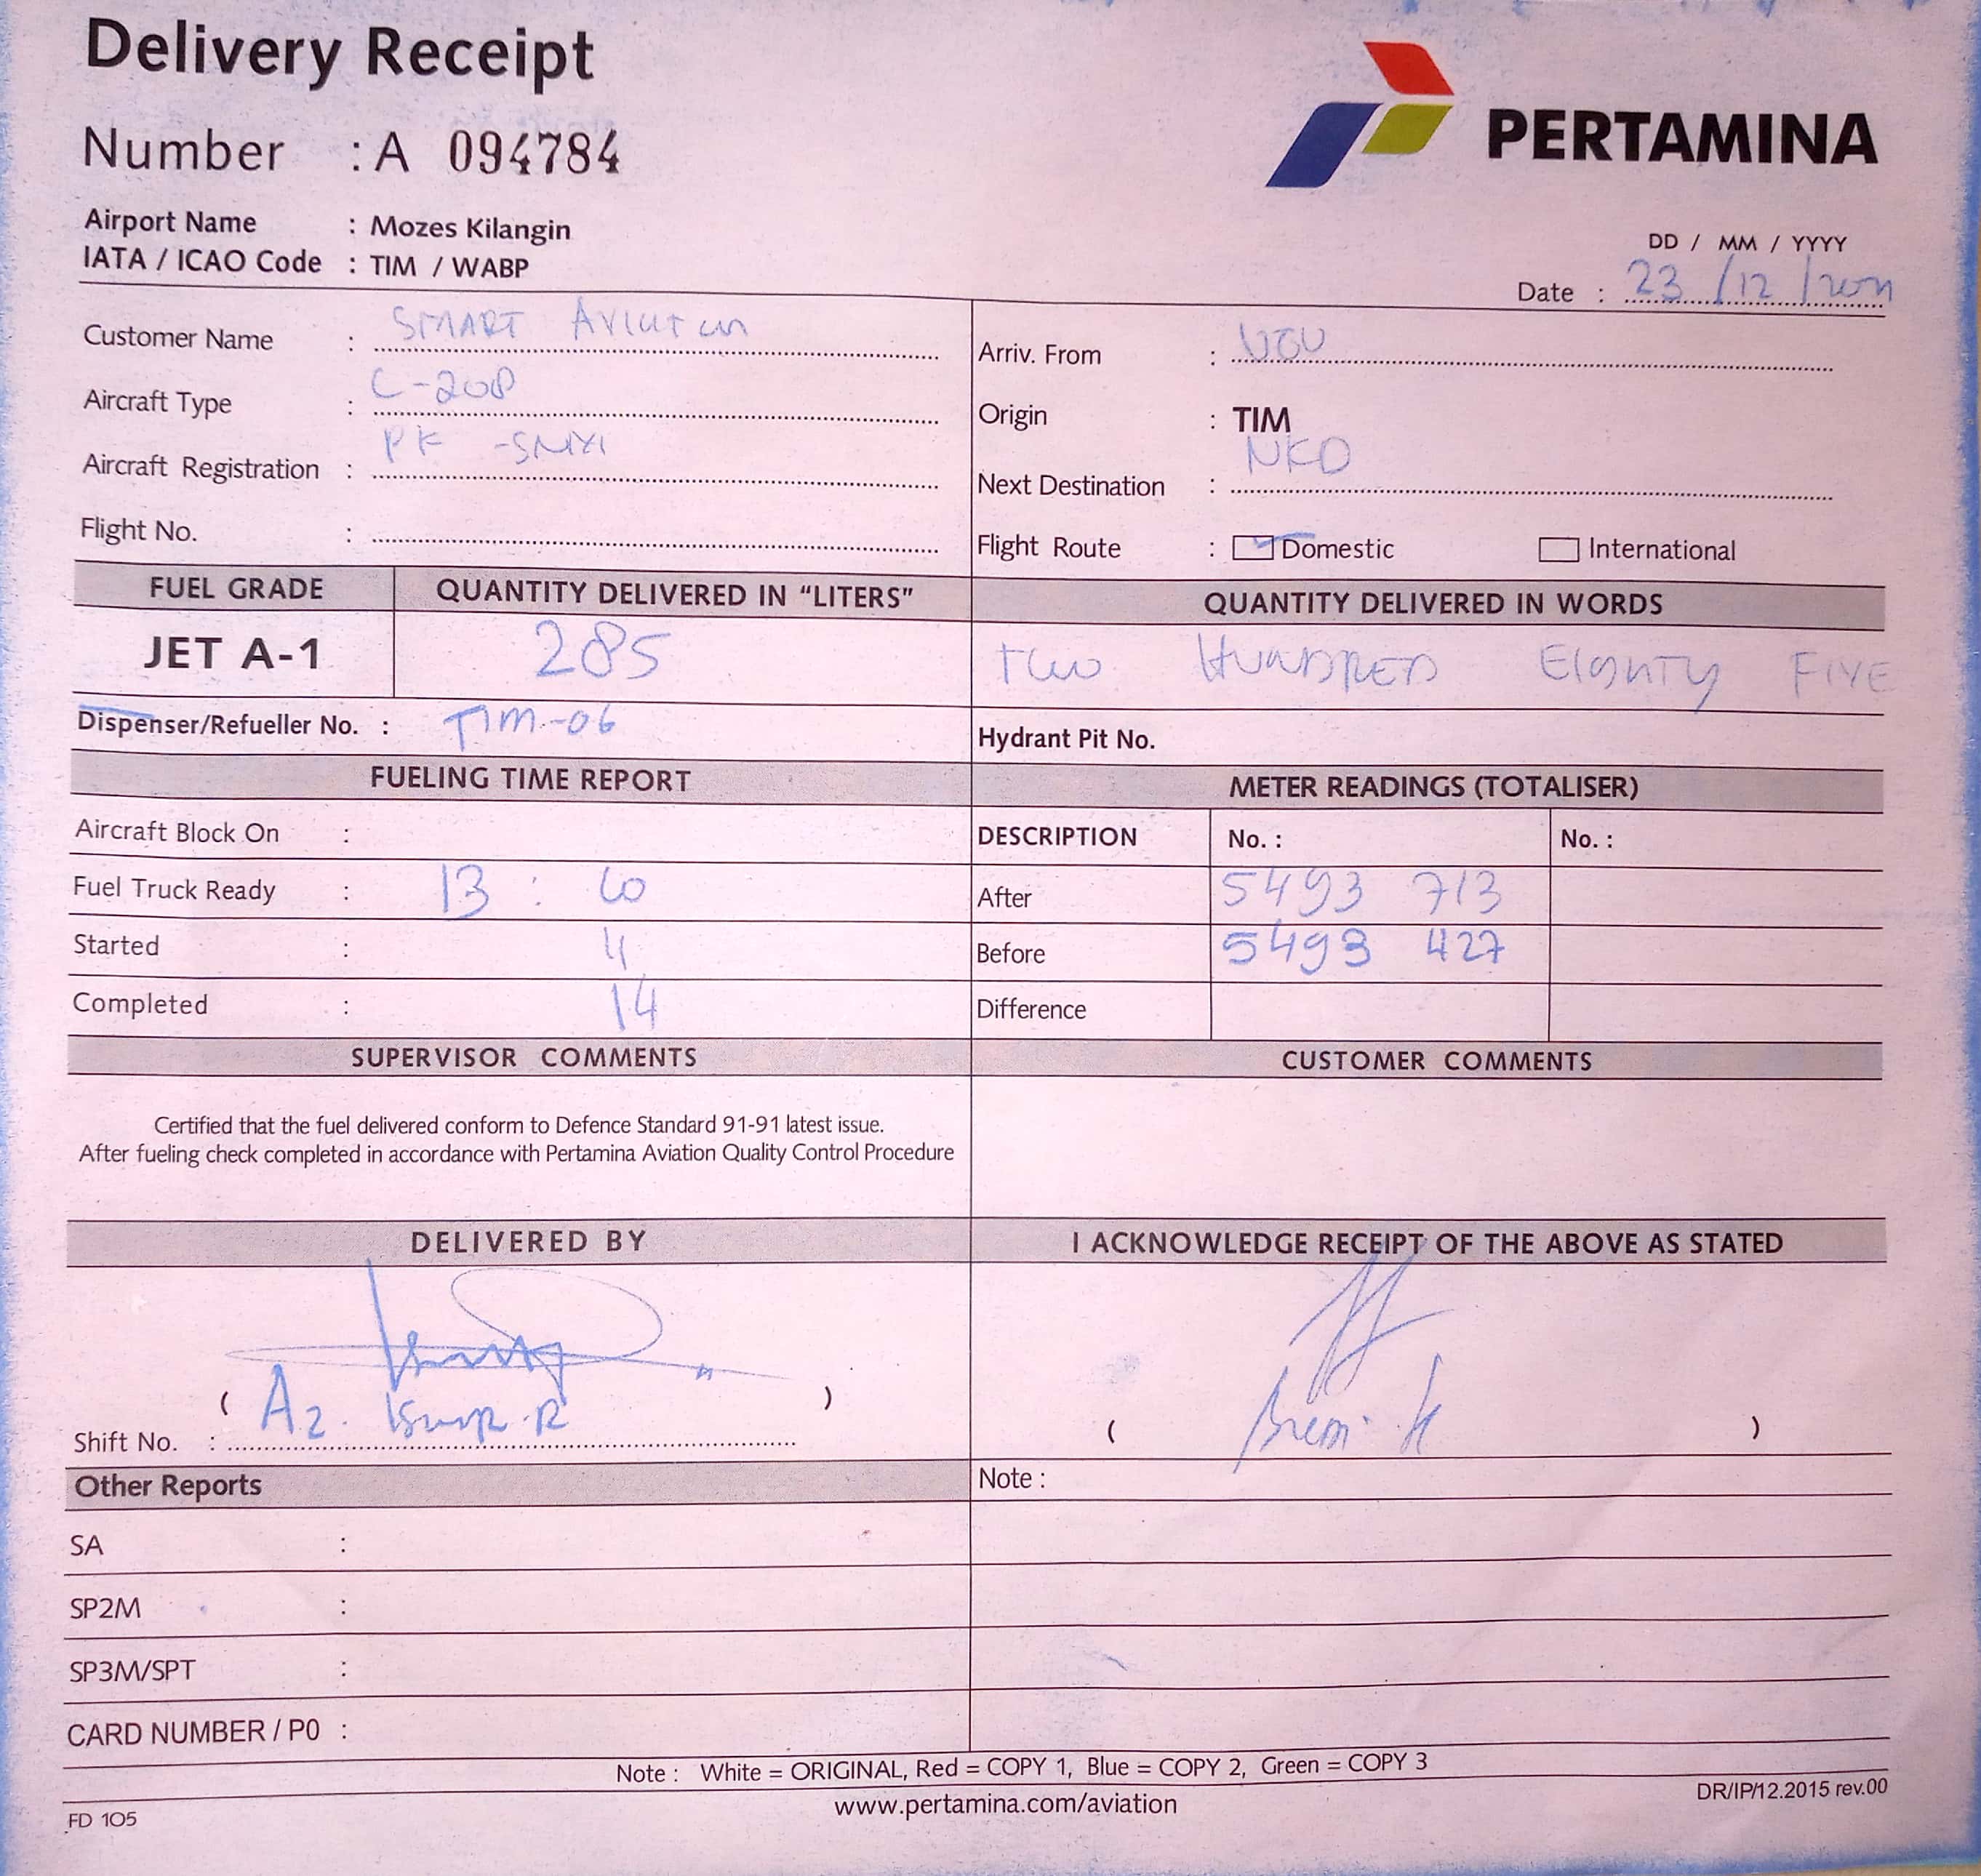 Delivery Receipt
PERTAMINA
Number : A 094784
Airport Name : Mozes Kilangin
IATA / ICAO Code : TIM / WABP
DD / MM / YYYY
Date : 23 /12 /
Customer Name : SMART
Arriv. From :
Aircraft Type : C-208
Origin : TIM
Aircraft Registration : PK
Next Destination : NKD
Flight No. :
Flight Route : Domestic International
FUEL GRADE QUANTITY DELIVERED IN "LITERS" QUANTITY DELIVERED IN WORDS
JET A-1 285 TWO HUNDRED EIGHTY FIVE
Dispenser/Refueller No. : TIM-06 Hydrant Pit No.
FUELING TIME REPORT METER READINGS (TOTALISER)
Aircraft Block On : DESCRIPTION No. : No. :
Fuel Truck Ready : 13 : After 5493 713
Started : Before 5493 427
Completed : 14 Difference
SUPERVISOR COMMENTS CUSTOMER COMMENTS
Certified that the fuel delivered conform to Defence Standard 91-91 latest issue.
After fueling check completed in accordance with Pertamina Aviation Quality Control Procedure
DELIVERED BY I ACKNOWLEDGE RECEIPT OF THE ABOVE AS STATED
( )
Shift No. :
( )
Other Reports Note :
SA :
SP2M :
SP3M/SPT :
CARD NUMBER / PO :
Note : White = ORIGINAL, Red = COPY 1, Blue = COPY 2, Green = COPY 3
www.pertamina.com/aviation
DR/IP/12.2015 rev.00
FD 105